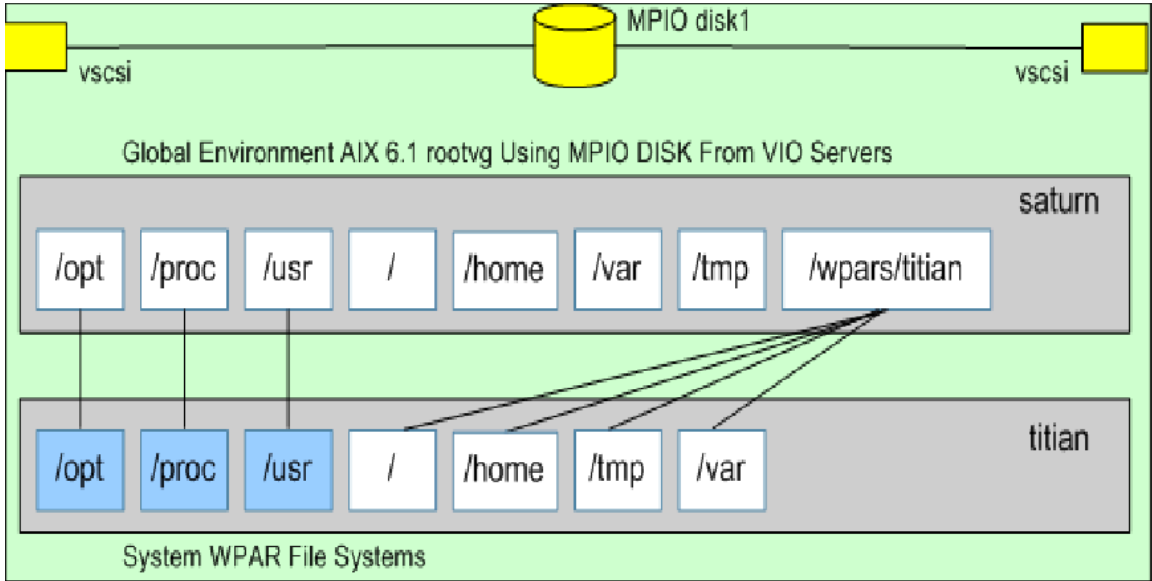 MPIO disk1
vscsi
vscsi
Global Environment AIX 6.1 rootvg Using MPIO DISK From VIO Servers
saturn
/opt
/proc
/usr
/
/home
/var
/tmp
/wpars/titian
titian
/opt
/proc
/usr
/
/home
/tmp
/var
System WPAR File Systems